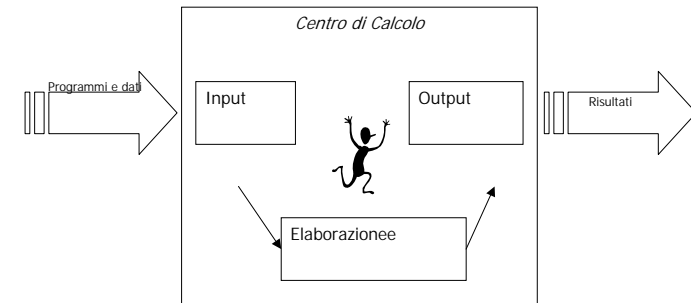 Centro di Calcolo
Programmi e dati
Input
Output
Risultati
Elaborazionee